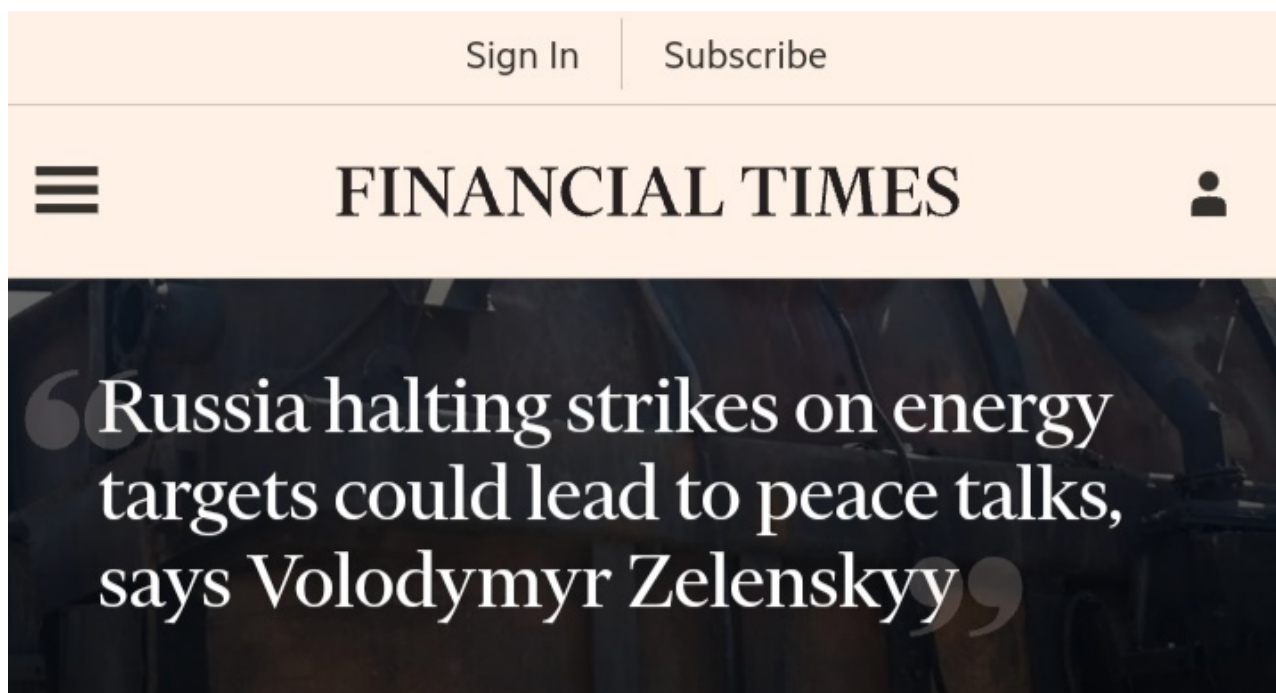 Sign In
Subscribe
FINANCIAL TIMES
“Russia halting strikes on energy
targets could lead to peace talks,
says Volodymyr Zelenskyy”